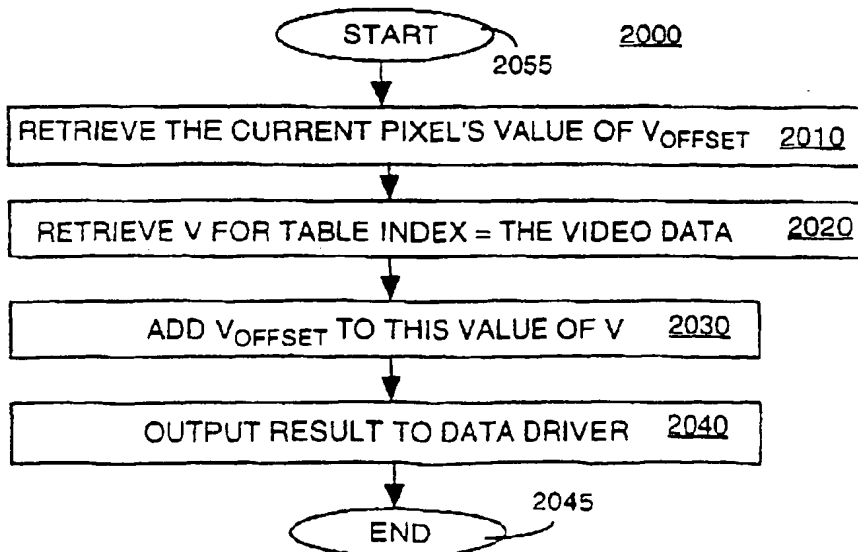 START 2000
2055
RETRIEVE THE CURRENT PIXEL'S VALUE OF VOFFSET 2010
RETRIEVE V FOR TABLE INDEX = THE VIDEO DATA 2020
ADD VOFFSET TO THIS VALUE OF V 2030
OUTPUT RESULT TO DATA DRIVER 2040
2045
END